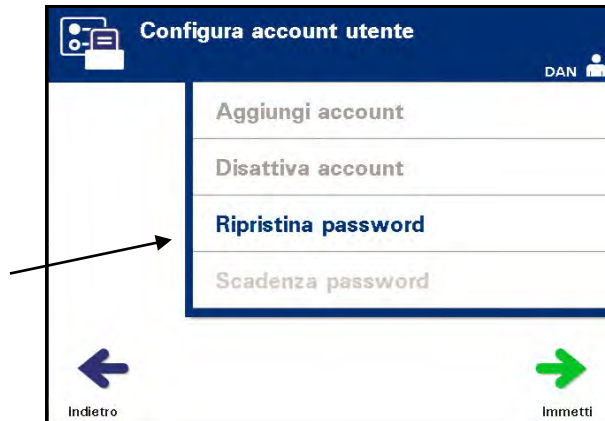 Configura account utente
DAN
Aggiungi account
Disattiva account
Ripristina password
Scadenza password
Indietro
Immetti